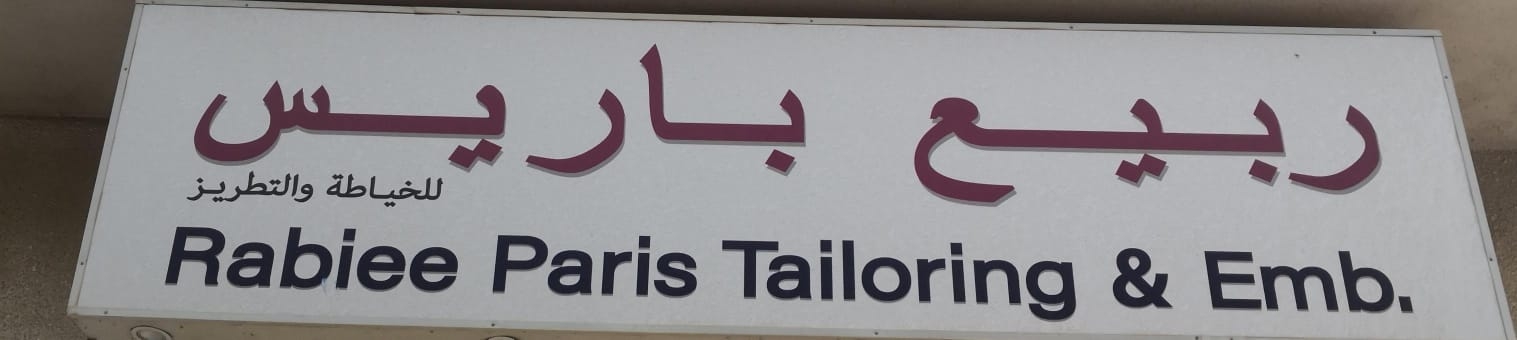 ربيع باريس
للخياطة والتطريز
Rabiee Paris Tailoring & Emb.